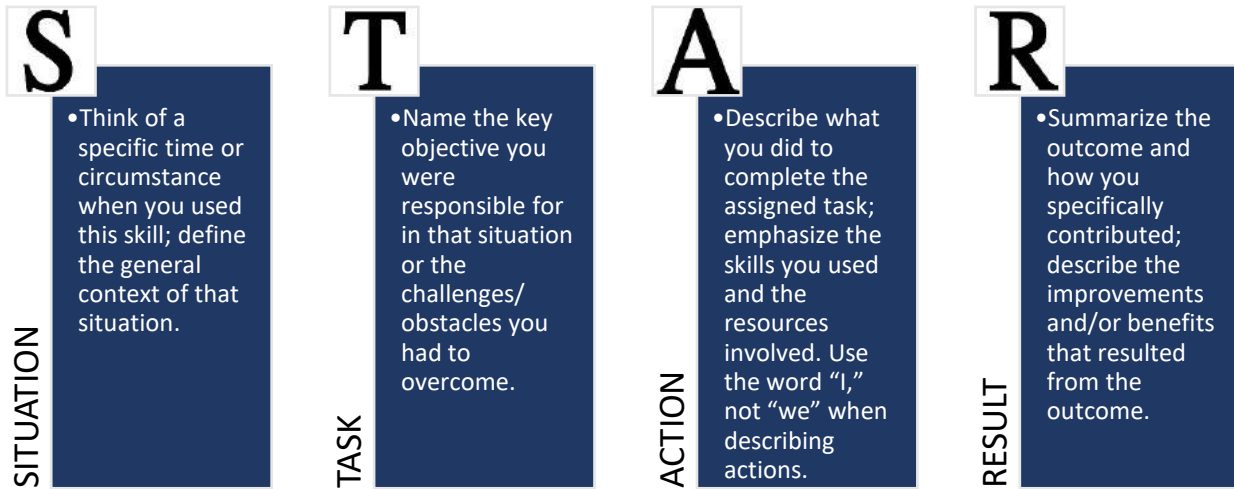 S
SITUATION
•Think of a
specific time or
circumstance
when you used
this skill; define
the general
context of that
situation.
T
TASK
•Name the key
objective you
were
responsible for
in that situation
or the
challenges/
obstacles you
had to
overcome.
A
ACTION
•Describe what
you did to
complete the
assigned task;
emphasize the
skills you used
and the
resources
involved. Use
the word “I,”
not “we” when
describing
actions.
R
RESULT
•Summarize the
outcome and
how you
specifically
contributed;
describe the
improvements
and/or benefits
that resulted
from the
outcome.